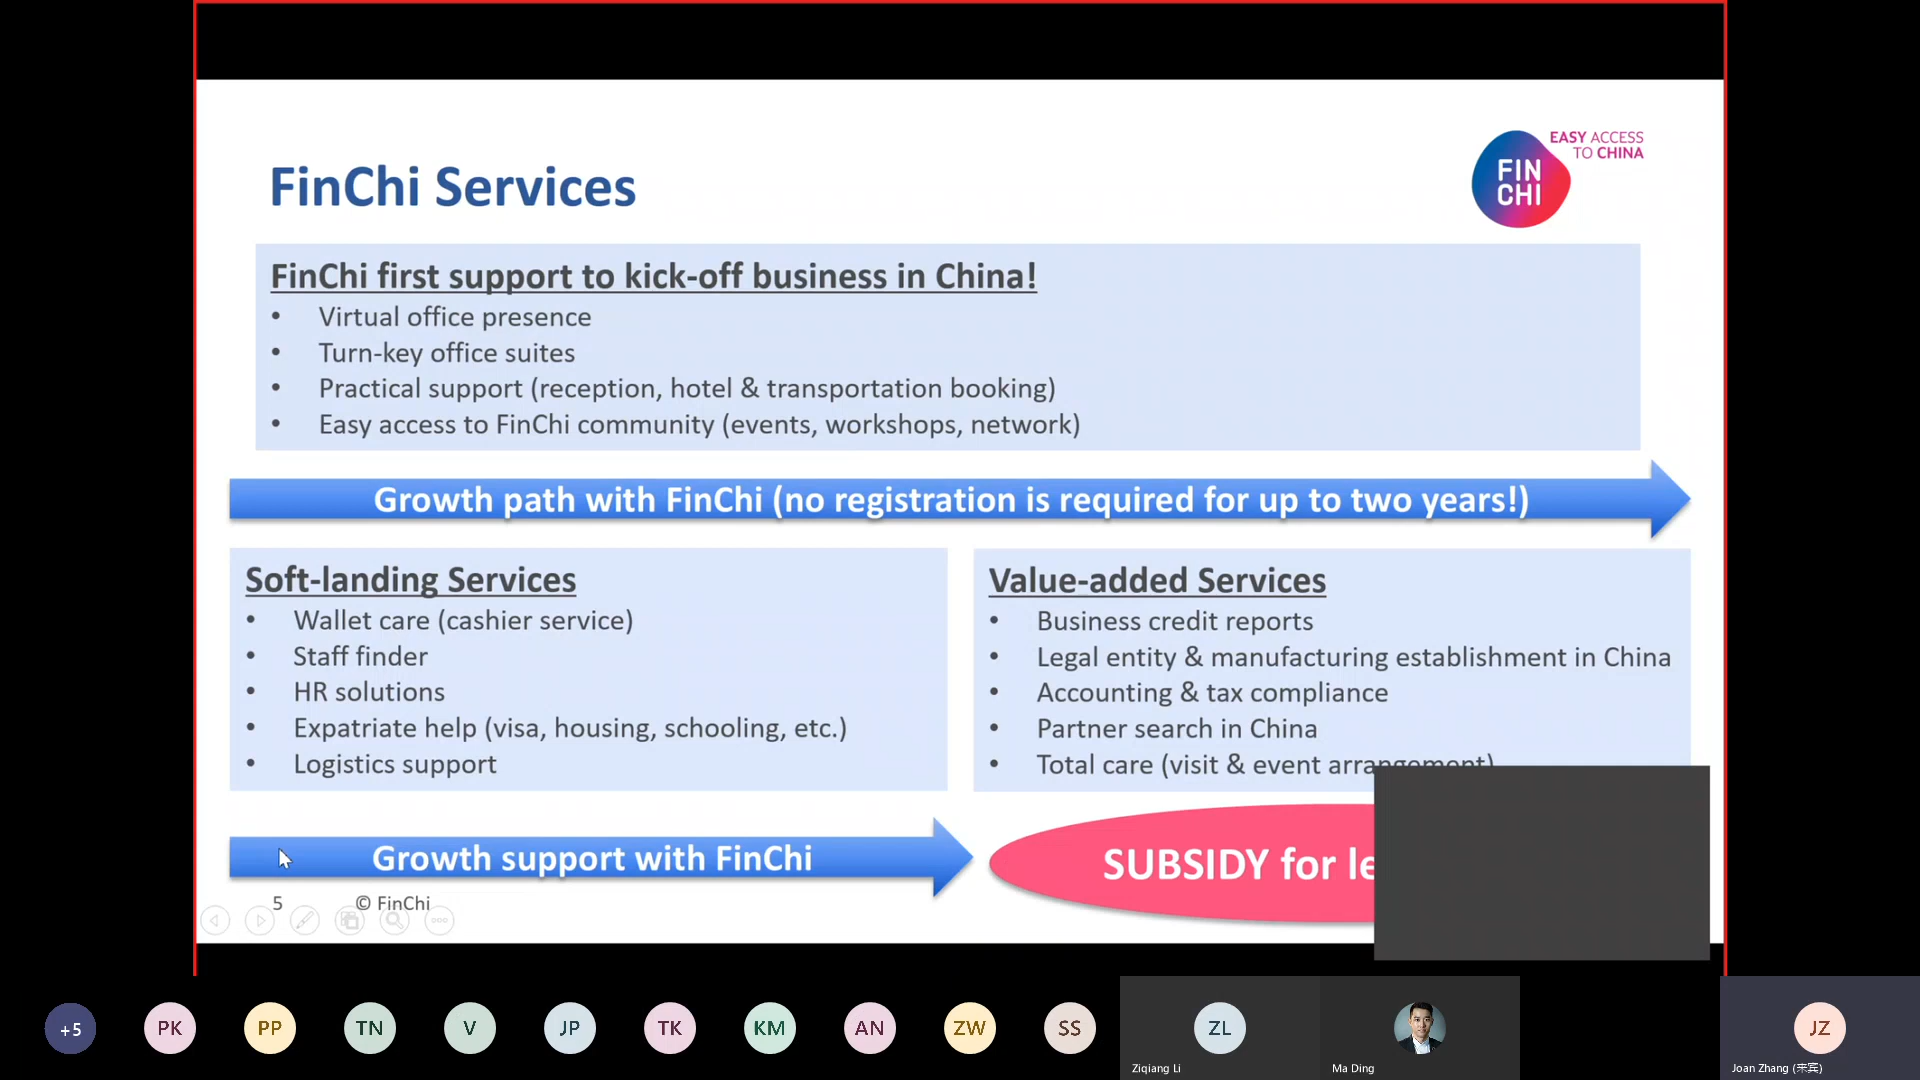 EASY ACCESS
TO CHINA
FIN
CHI
FinChi Services
FinChi first support to kick-off business in China!
• Virtual office presence
• Turn-key office suites
• Practical support (reception, hotel & transportation booking)
• Easy access to FinChi community (events, workshops, network)
Growth path with FinChi (no registration is required for up to two years!)
Soft-landing Services
• Wallet care (cashier service)
• Staff finder
• HR solutions
• Expatriate help (visa, housing, schooling, etc.)
• Logistics support
Value-added Services
• Business credit reports
• Legal entity & manufacturing establishment in China
• Accounting & tax compliance
• Partner search in China
• Total care (visit & event arrangement)
Growth support with FinChi
SUBSIDY for
5
© FinChi
+5
PK
PP
TN
V
JP
TK
KM
AN
ZW
SS
ZL
JZ
Ziqiang Li
Ma Ding
Joan Zhang (来宾)